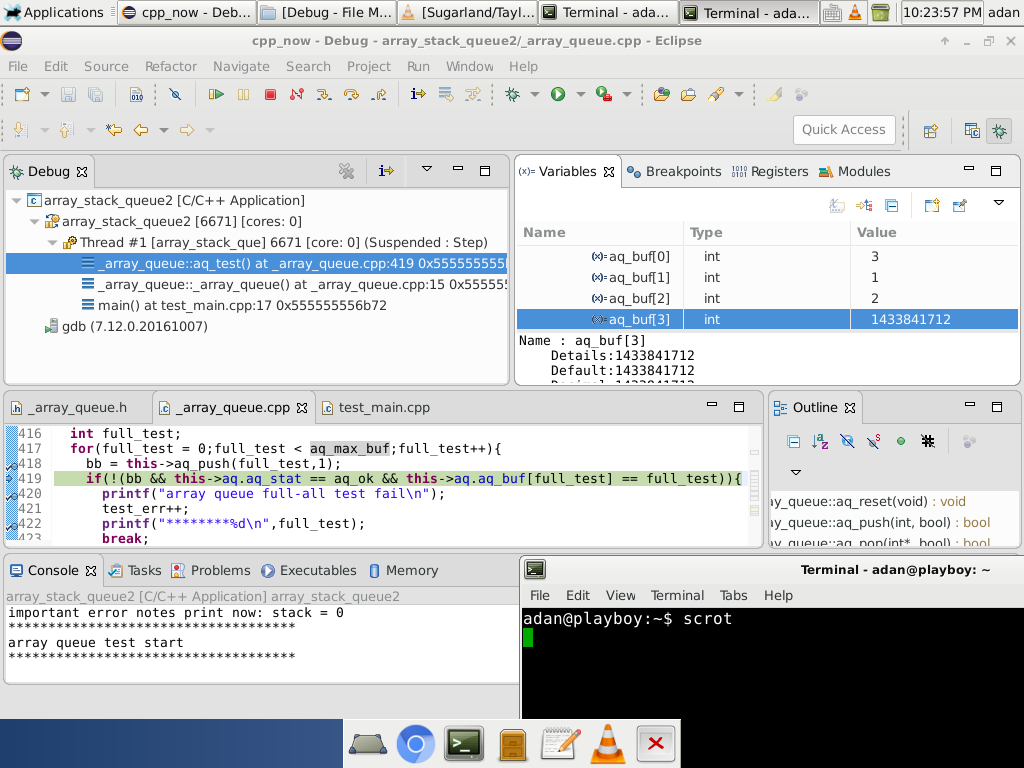 Applications cpp_now - Deb... [Debug - File M... [Sugarland/Tayl... Terminal - ada... Terminal - ada... 10:23:57 PM adan
cpp_now - Debug - array_stack_queue2/_array_queue.cpp - Eclipse
File Edit Source Refactor Navigate Search Project Run Window Help
Quick Access
Debug
array_stack_queue2 [C/C++ Application]
array_stack_queue2 [6671] [cores: 0]
Thread #1 [array_stack_que] 6671 [core: 0] (Suspended : Step)
_array_queue::aq_test() at _array_queue.cpp:419 0x555555555
_array_queue::_array_queue() at _array_queue.cpp:15 0x55555
main() at test_main.cpp:17 0x555555556b72
gdb (7.12.0.20161007)
(x)= Variables Breakpoints Registers Modules
Name Type Value
(x)= aq_buf[0] int 3
(x)= aq_buf[1] int 1
(x)= aq_buf[2] int 2
(x)= aq_buf[3] int 1433841712
Name : aq_buf[3]
Details:1433841712
Default:1433841712
_array_queue.h _array_queue.cpp test_main.cpp
416 int full_test;
417 for(full_test = 0;full_test < aq_max_buf;full_test++){
418 bb = this->aq_push(full_test,1);
419 if(!(bb && this->aq.aq_stat == aq_ok && this->aq.aq_buf[full_test] == full_test)){
420 printf("array queue full-all test fail\n");
421 test_err++;
422 printf("********%d\n",full_test);
423 break;
Outline
ay_queue::aq_reset(void) : void
ay_queue::aq_push(int, bool) : bool
ay_queue::aq_pop(int*, bool) : bool
Console Tasks Problems Executables Memory
array_stack_queue2 [C/C++ Application] array_stack_queue2
important error notes print now: stack = 0
************************************
array queue test start
************************************
Terminal - adan@playboy: ~
File Edit View Terminal Tabs Help
adan@playboy:~$ scrot